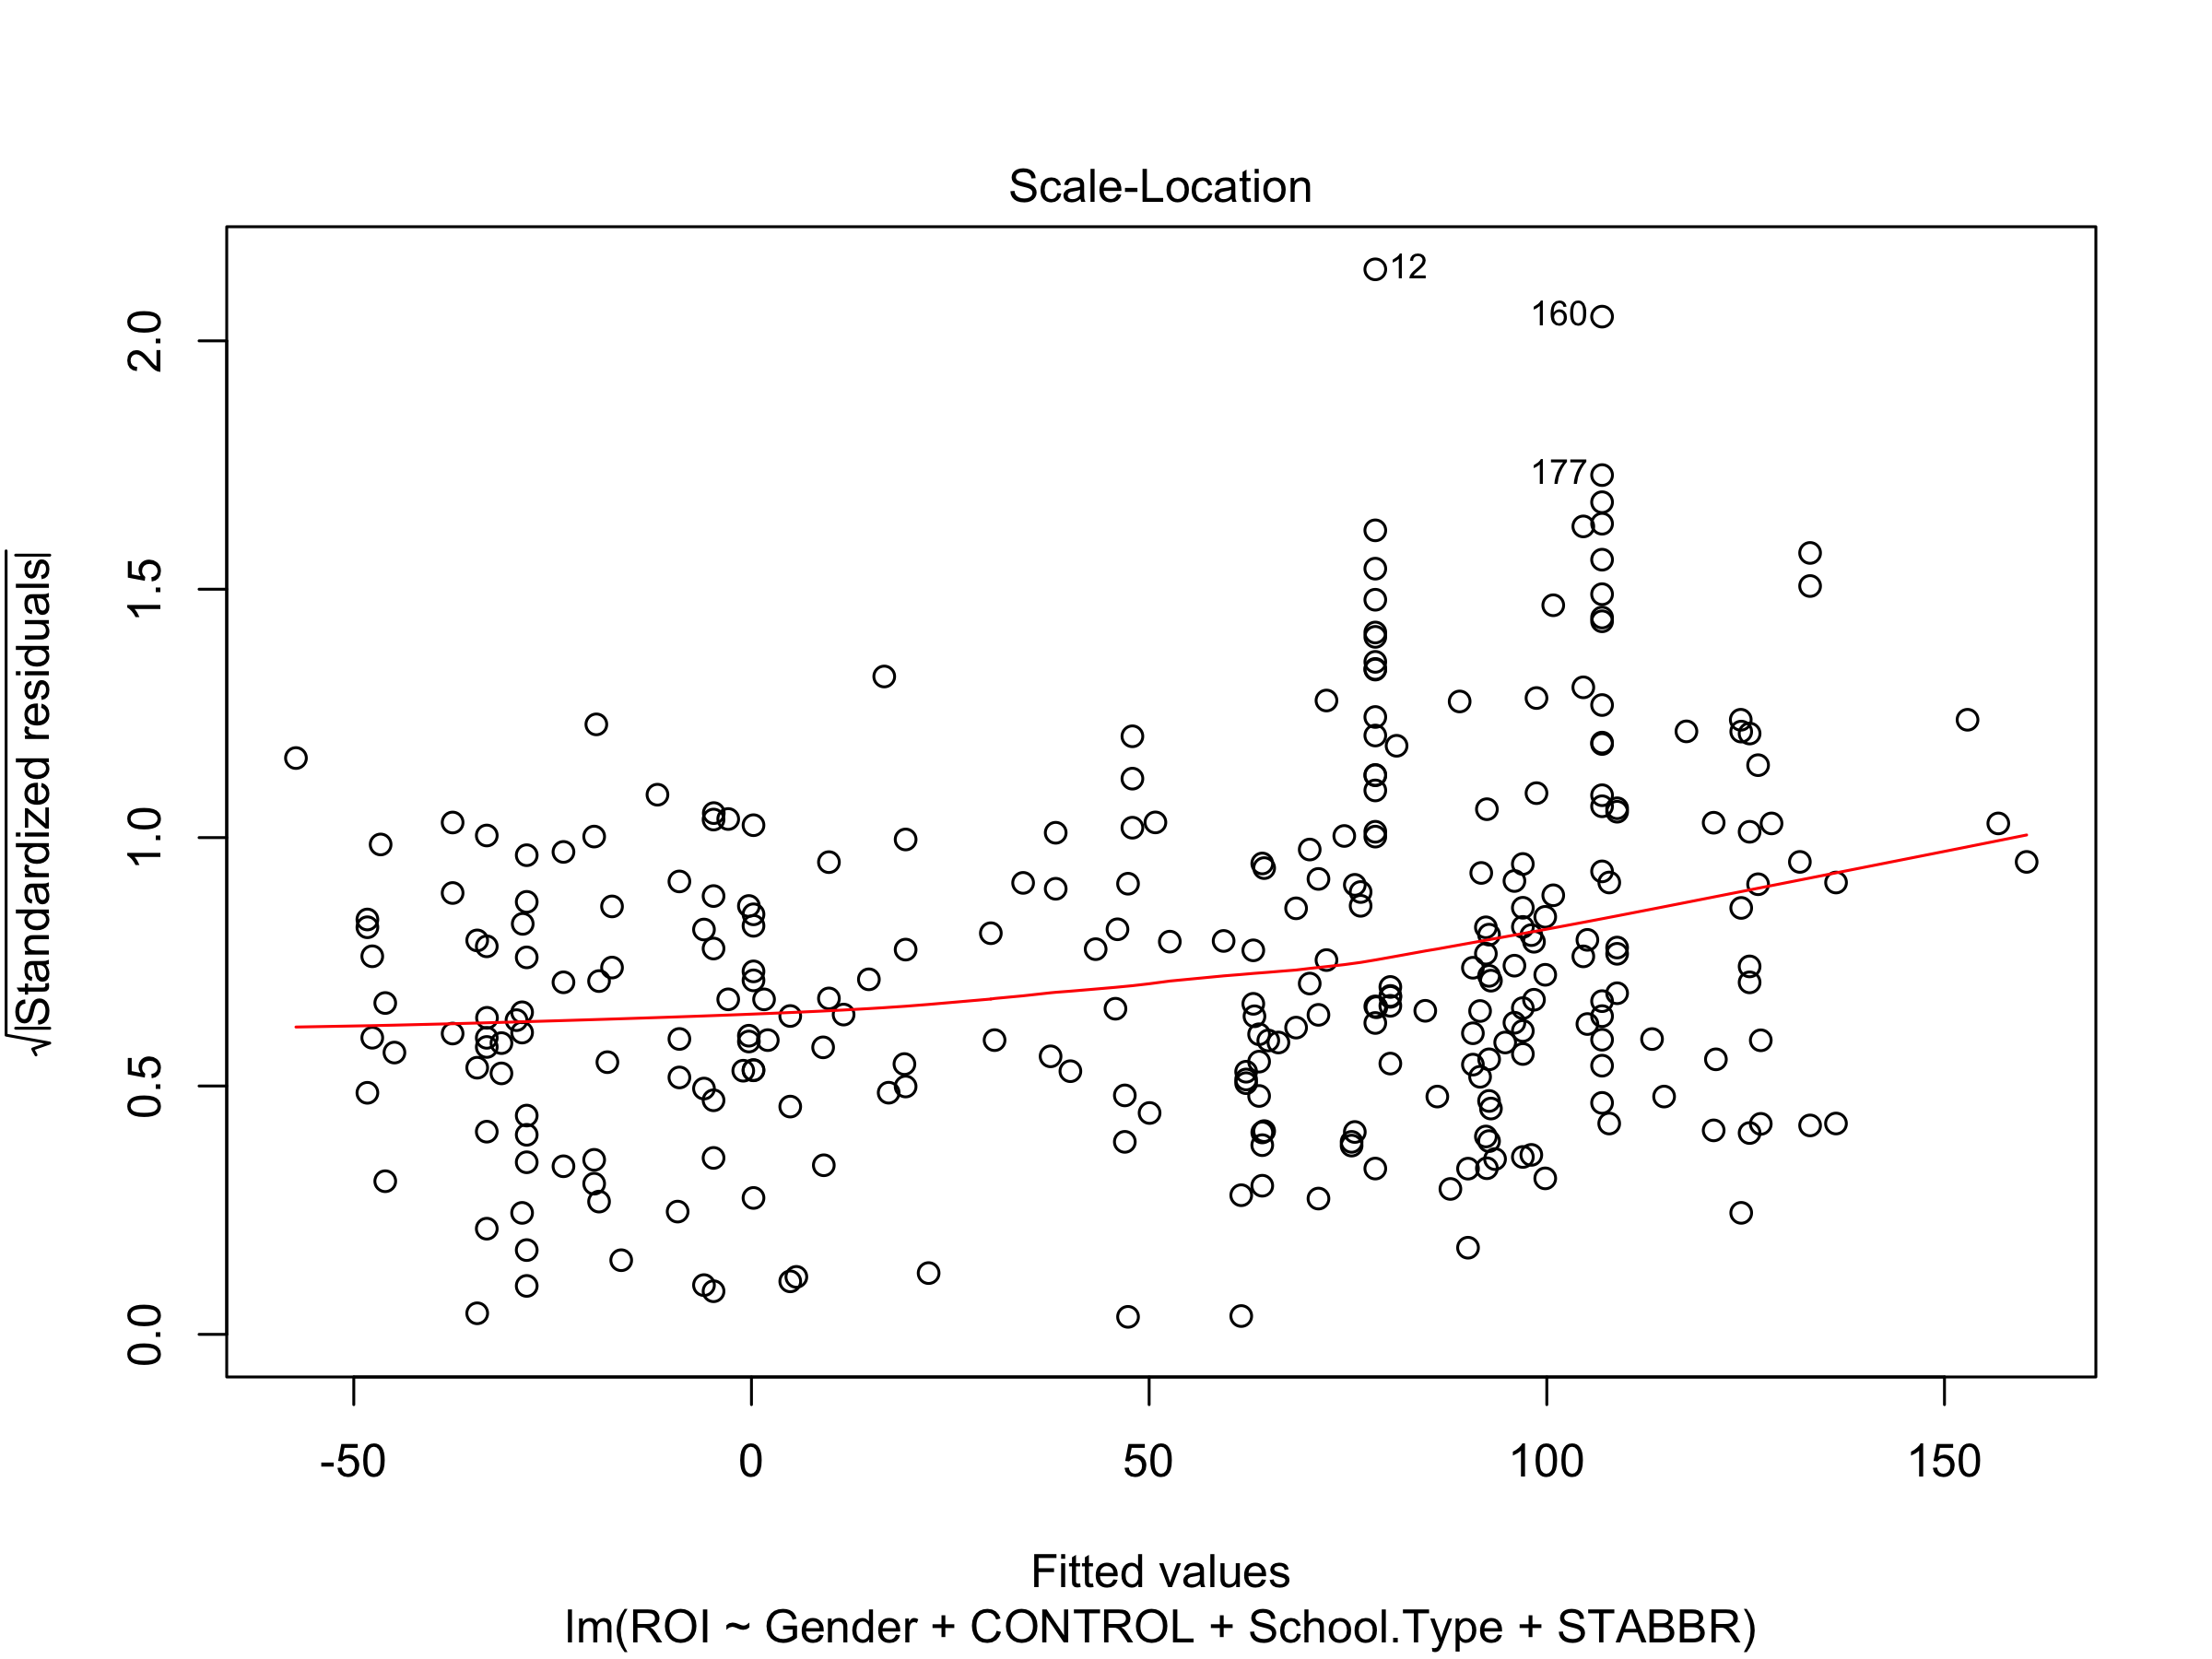 Scale-Location
√|Standardized residuals|
2.0
1.5
1.0
0.5
0.0
12
160
177
-50 0 50 100 150
Fitted values
lm(ROI ~ Gender + CONTROL + School.Type + STABBR)